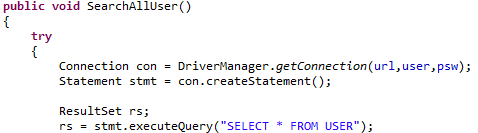 public void SearchAllUser()
{
try
{
Connection con = DriverManager.getConnection(url,user,psw);
Statement stmt = con.createStatement();
ResultSet rs;
rs = stmt.executeQuery("SELECT * FROM USER");